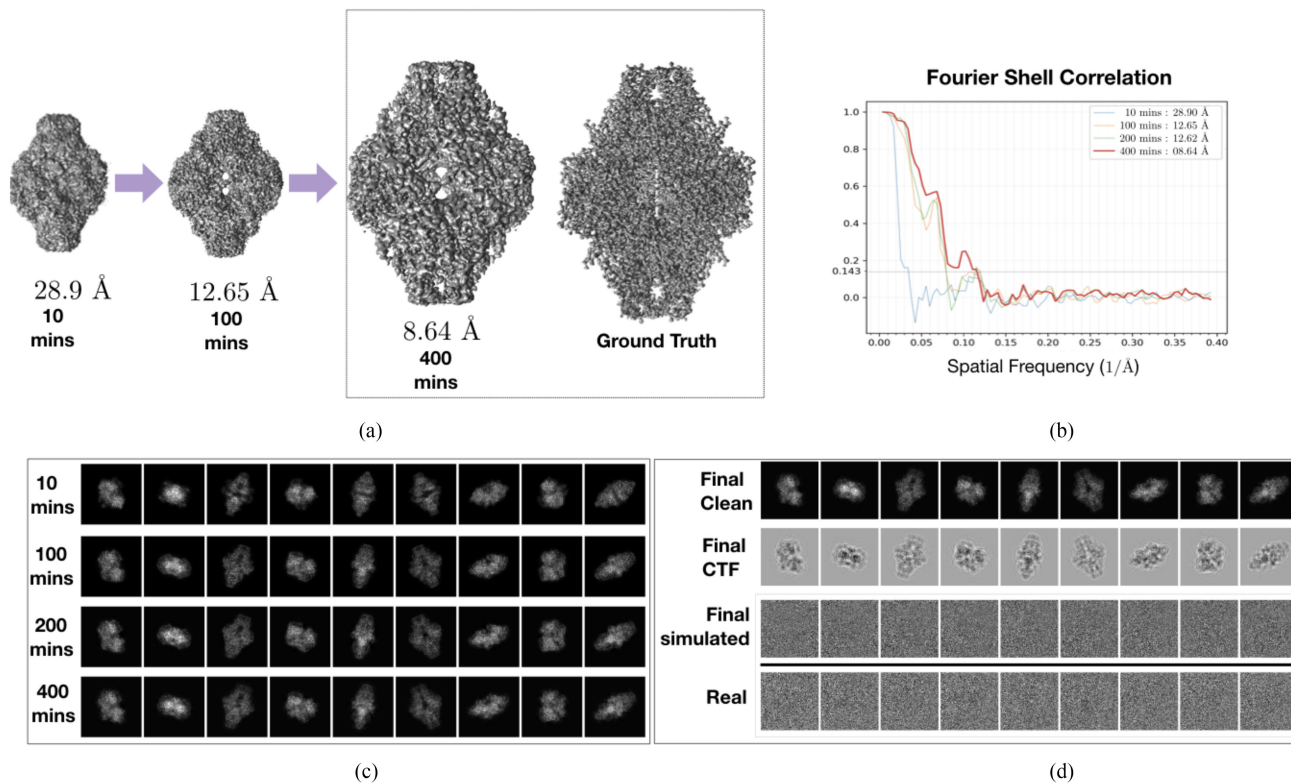 28.9 Å
10
mins
12.65 Å
100
mins
8.64 Å
400
mins
Ground Truth
(a)
Fourier Shell Correlation
10 mins : 28.90 Å
100 mins : 12.65 Å
200 mins : 12.62 Å
400 mins : 08.64 Å
1.0
0.8
0.6
0.4
0.2
0.143
0.0
0.00 0.05 0.10 0.15 0.20 0.25 0.30 0.35 0.40
Spatial Frequency (1/Å)
(b)
10
mins
100
mins
200
mins
400
mins
(c)
Final
Clean
Final
CTF
Final
simulated
Real
(d)